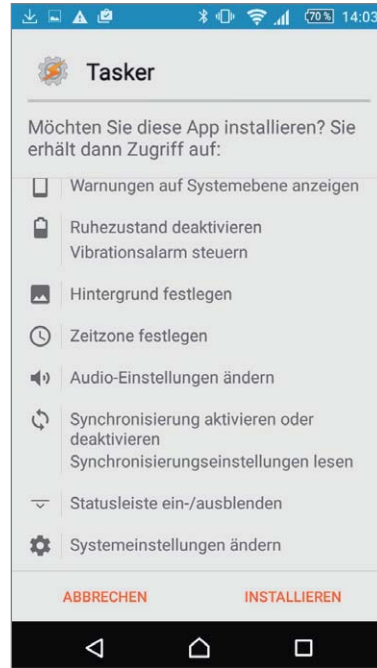 70 % 14:03
Tasker
Möchten Sie diese App installieren? Sie
erhält dann Zugriff auf:
Warnungen auf Systemebene anzeigen
Ruhezustand deaktivieren
Vibrationsalarm steuern
Hintergrund festlegen
Zeitzone festlegen
Audio-Einstellungen ändern
Synchronisierung aktivieren oder
deaktivieren
Synchronisierungseinstellungen lesen
Statusleiste ein-/ausblenden
Systemeinstellungen ändern
ABBRECHEN INSTALLIEREN